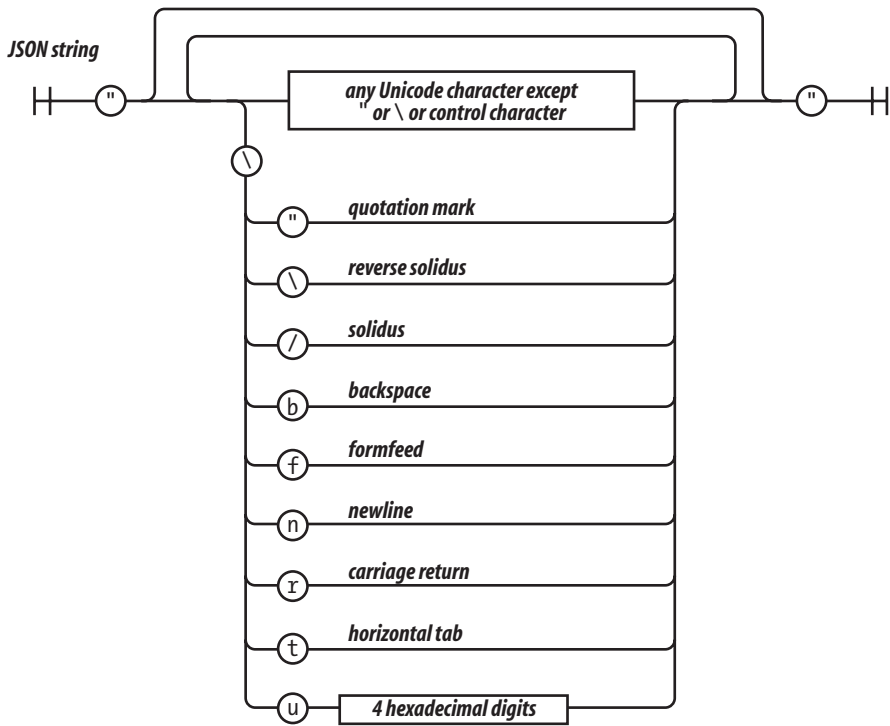 JSON string
" any Unicode character except "
" or \ or control character
\
" quotation mark
\ reverse solidus
/ solidus
b backspace
f formfeed
n newline
r carriage return
t horizontal tab
u 4 hexadecimal digits